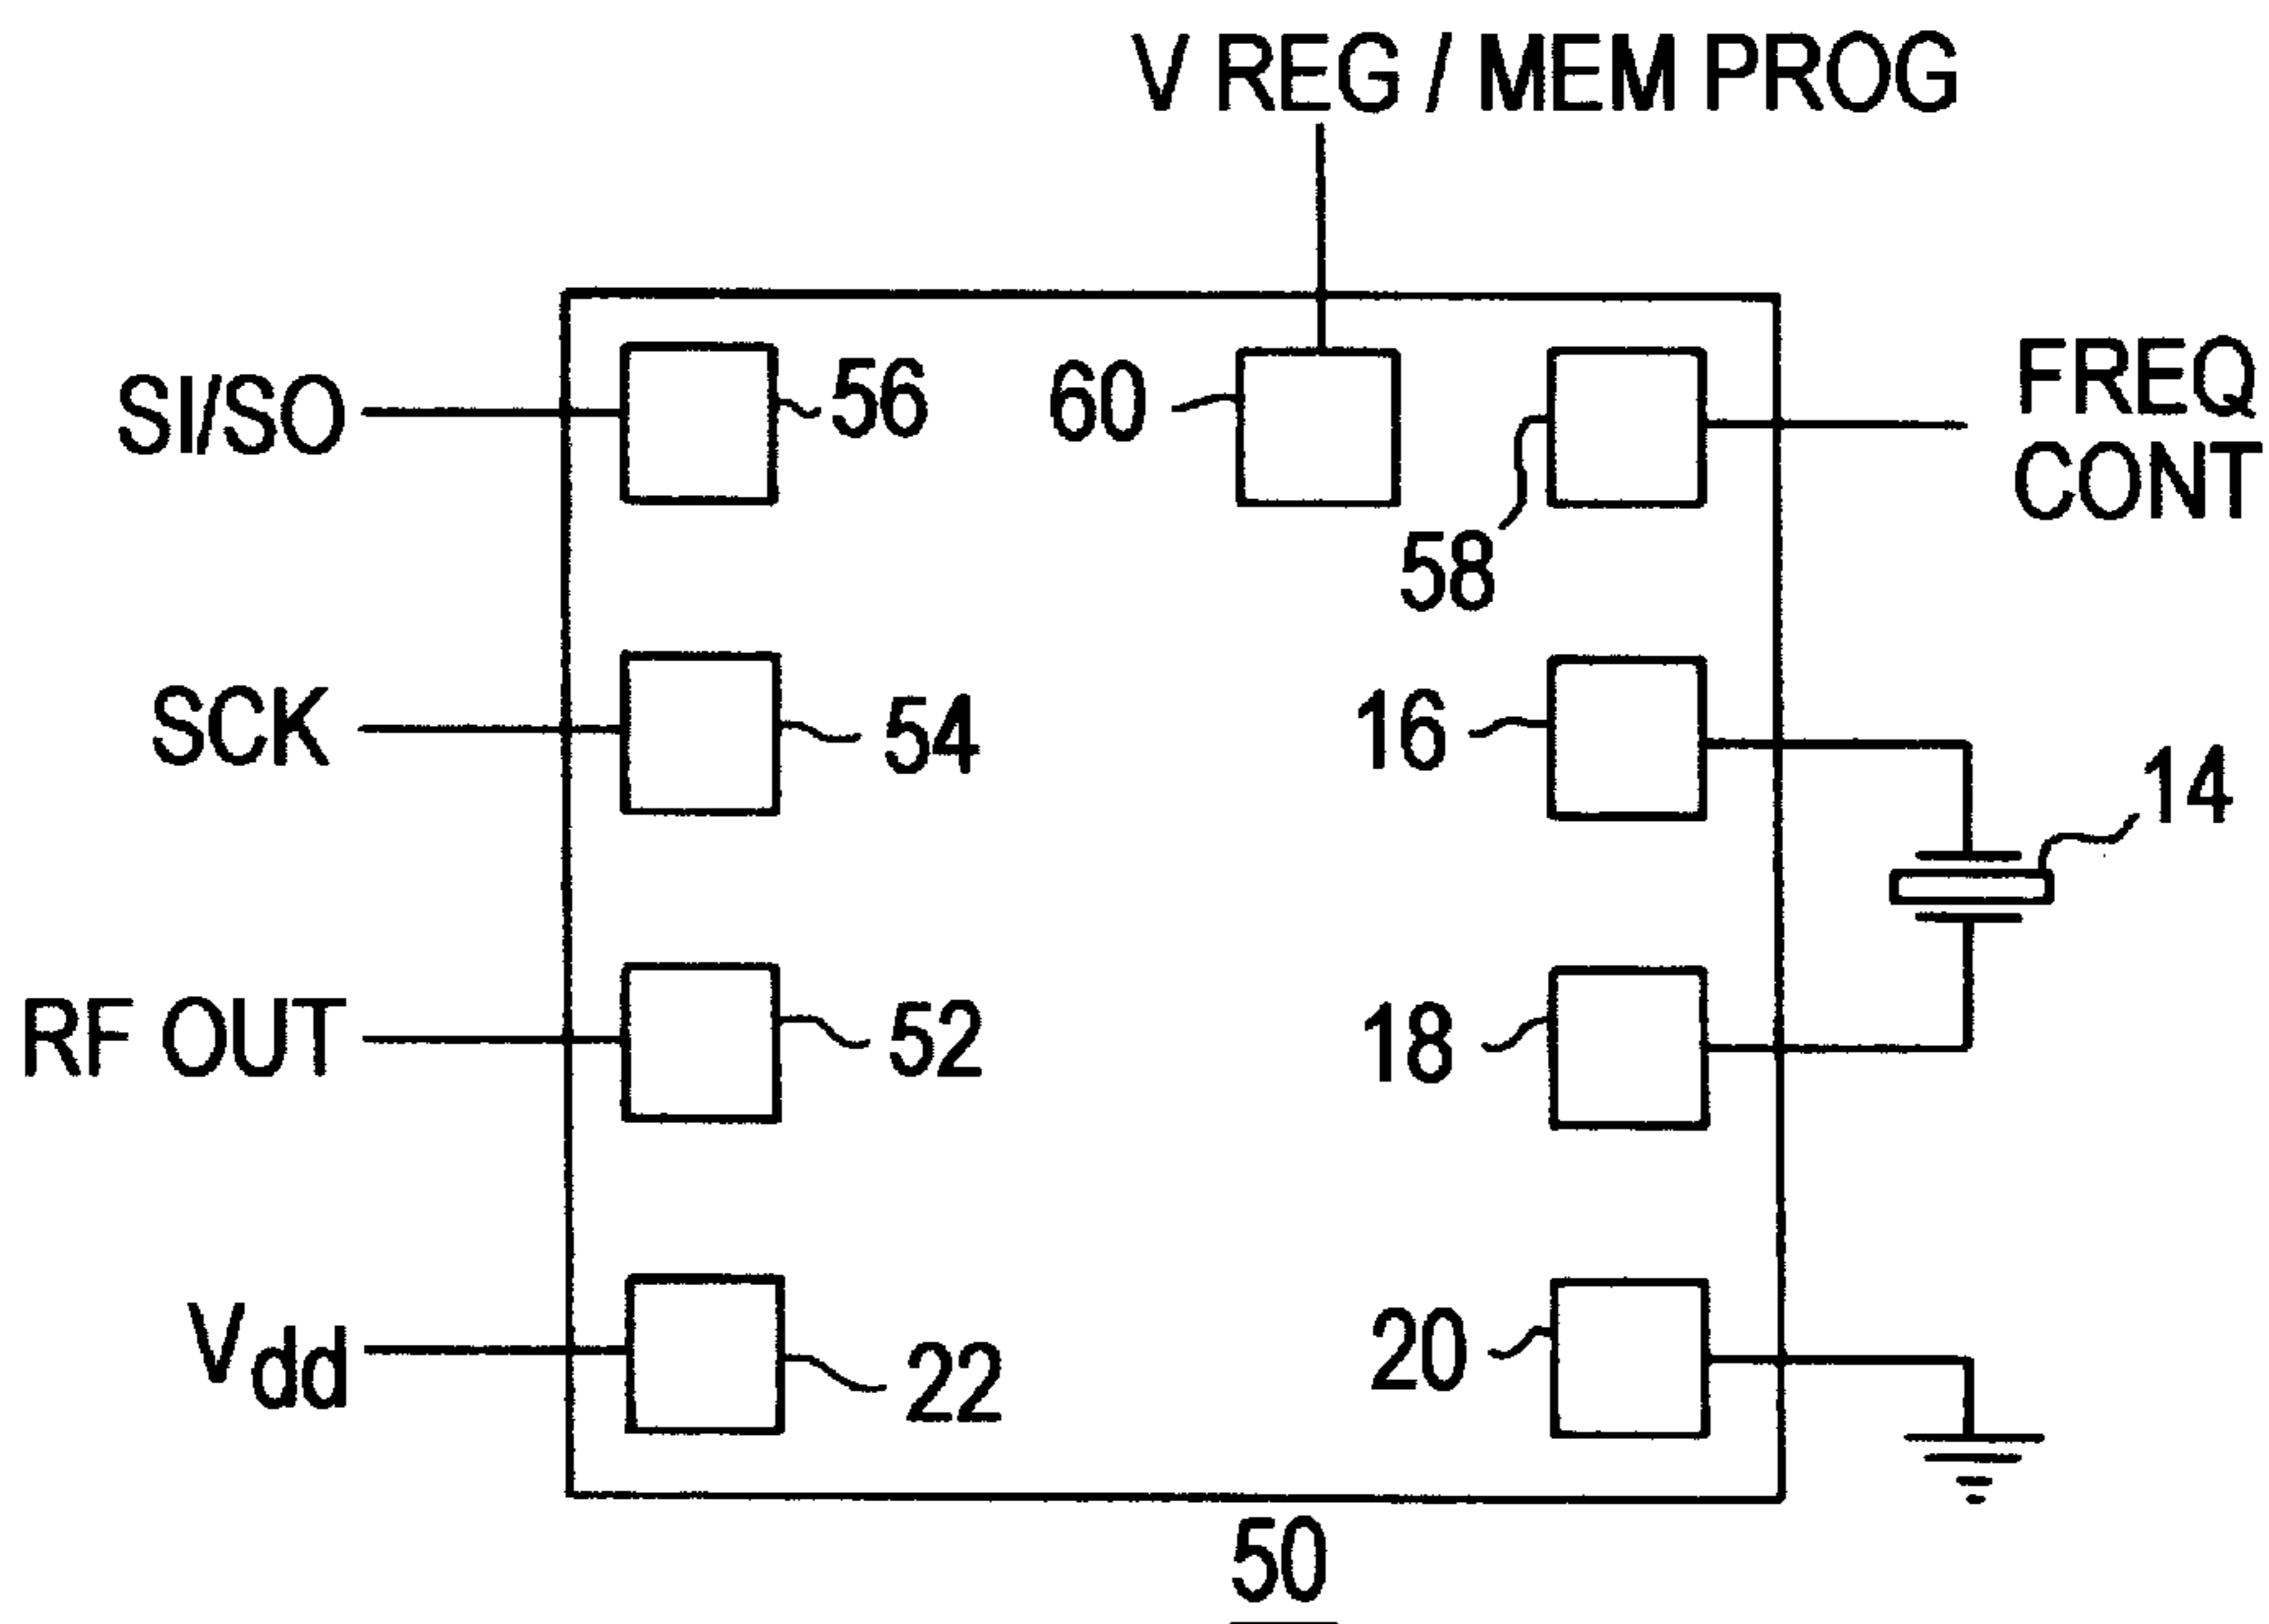 V REG / MEM PROG
SI/SO
56
60
58
FREQ
CONT
SCK
54
16
14
RF OUT
52
18
Vdd
22
20
50